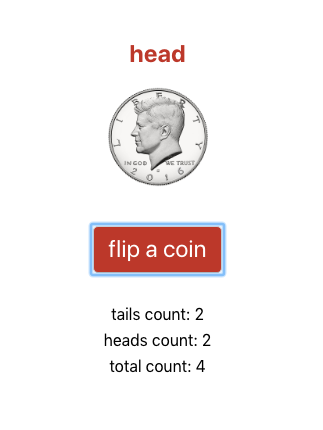 head
LIBERTY
IN GOD WE TRUST
2016
flip a coin
tails count: 2
heads count: 2
total count: 4